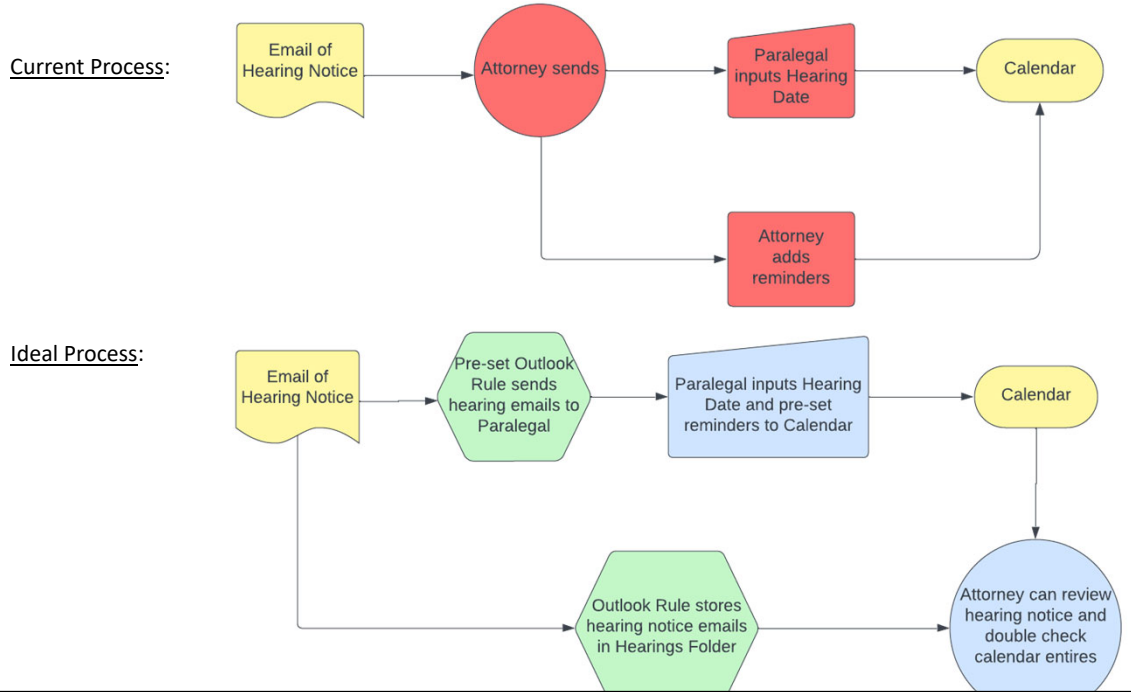 Current Process:
Email of
Hearing Notice
Attorney sends
Paralegal
inputs Hearing
Date
Calendar
Attorney
adds
reminders
Ideal Process:
Email of
Hearing Notice
Pre-set Outlook
Rule sends
hearing emails to
Paralegal
Paralegal inputs Hearing
Date and pre-set
reminders to Calendar
Calendar
Outlook Rule stores
hearing notice emails
in Hearings Folder
Attorney can review
hearing notice and
double check
calendar entires